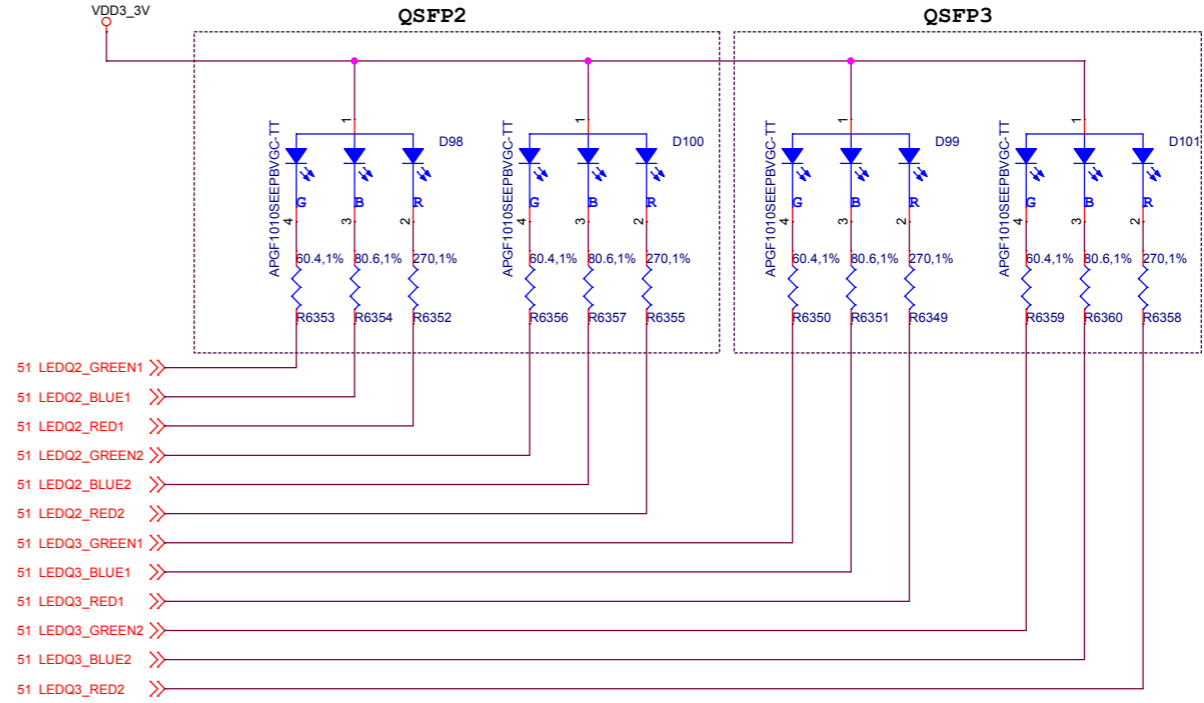 VDD3_3V
QSFP2
QSFP3
1
1
1
1
APGF1010SEEPBVGC-TT
D98
APGF1010SEEPBVGC-TT
D100
APGF1010SEEPBVGC-TT
D99
APGF1010SEEPBVGC-TT
D101
G B R
G B R
G B R
G B R
4 3 2
4 3 2
4 3 2
4 3 2
60.4,1% 80.6,1% 270,1%
60.4,1% 80.6,1% 270,1%
60.4,1% 80.6,1% 270,1%
60.4,1% 80.6,1% 270,1%
R6353 R6354 R6352
R6356 R6357 R6355
R6350 R6351 R6349
R6359 R6360 R6358
51 LEDQ2_GREEN1
51 LEDQ2_BLUE1
51 LEDQ2_RED1
51 LEDQ2_GREEN2
51 LEDQ2_BLUE2
51 LEDQ2_RED2
51 LEDQ3_GREEN1
51 LEDQ3_BLUE1
51 LEDQ3_RED1
51 LEDQ3_GREEN2
51 LEDQ3_BLUE2
51 LEDQ3_RED2